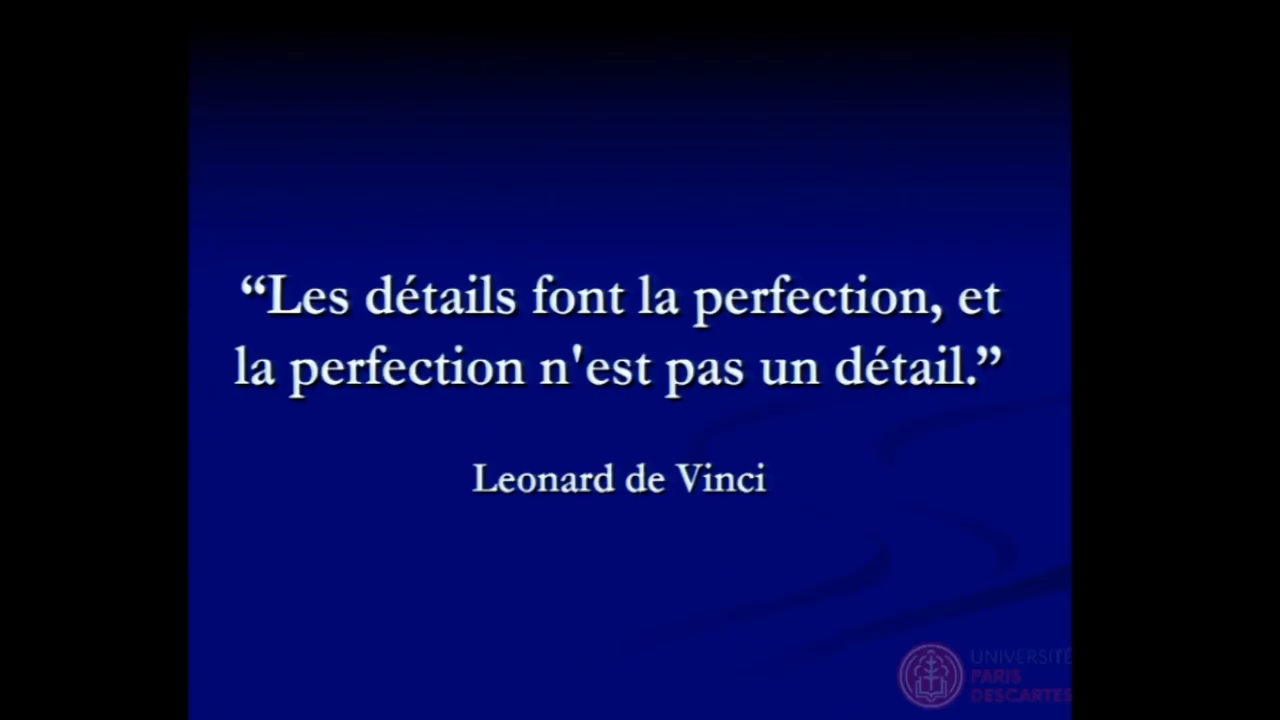 “Les détails font la perfection, et
la perfection n'est pas un détail.”
Leonard de Vinci
UNIVERSITÉ
PARIS
DESCARTES